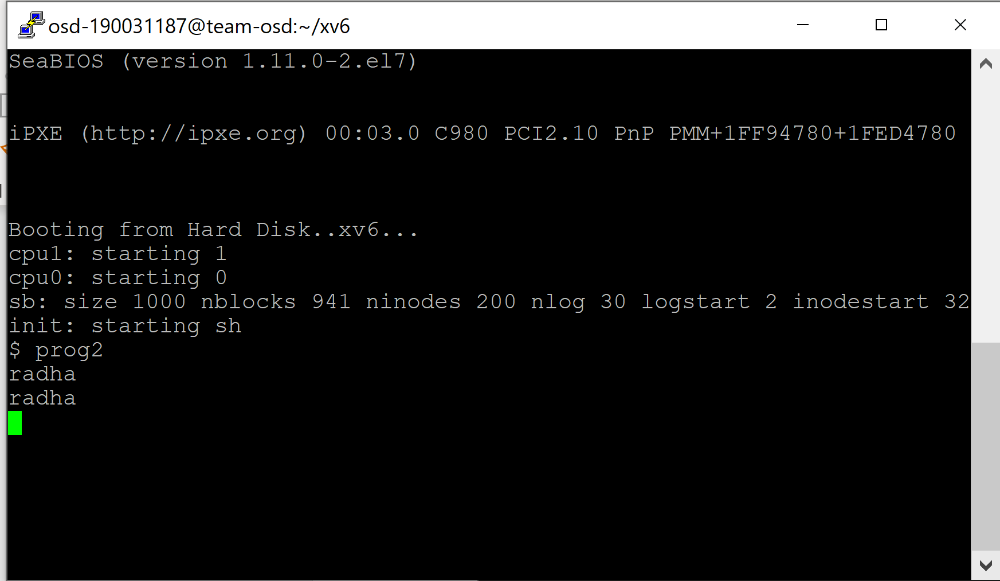 osd-190031187@team-osd:~/xv6
SeaBIOS (version 1.11.0-2.el7)
iPXE (http://ipxe.org) 00:03.0 C980 PCI2.10 PnP PMM+1FF94780+1FED4780
Booting from Hard Disk..xv6...
cpu1: starting 1
cpu0: starting 0
sb: size 1000 nblocks 941 ninodes 200 nlog 30 logstart 2 inodestart 32
init: starting sh
$ prog2
radha
radha